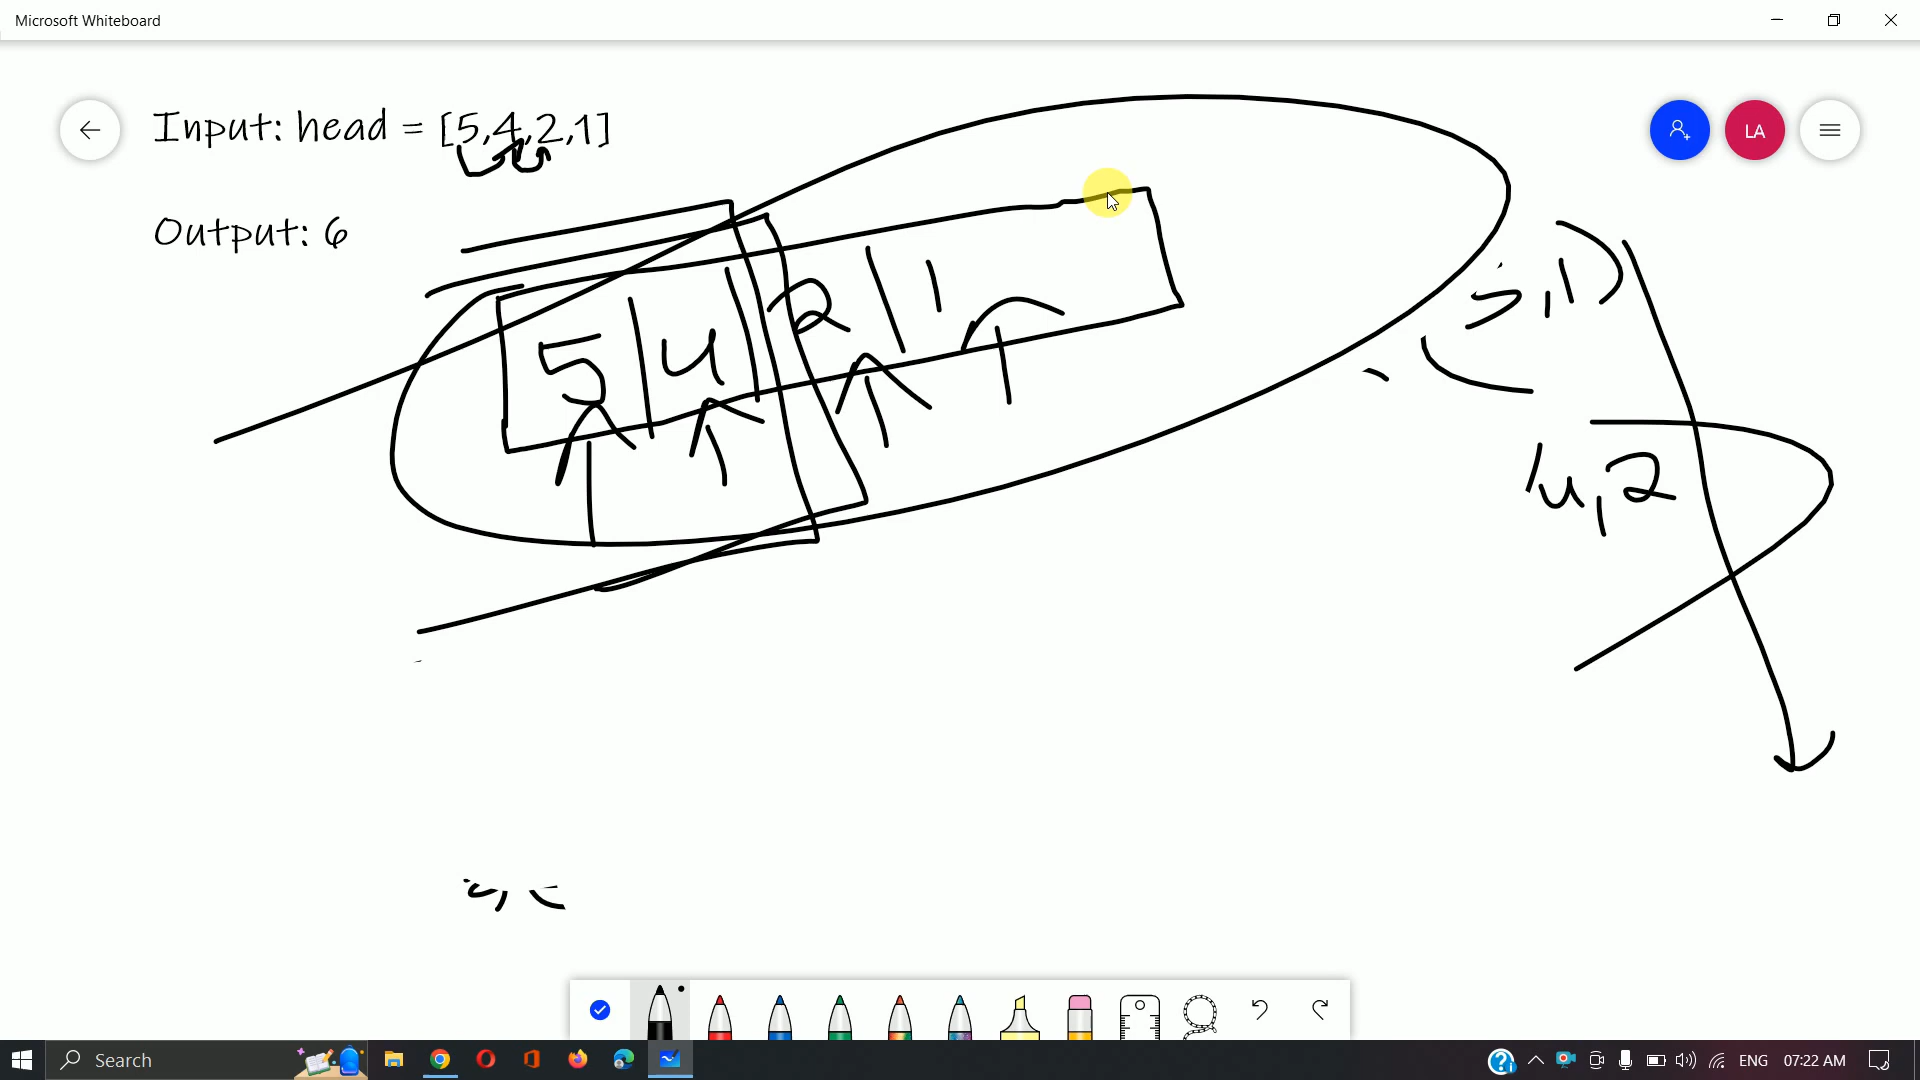 Microsoft Whiteboard
Input: head = [5,4,2,1]
LA
Output: 6
5 | 4 | 2 | 1
5,1)
4,2
Search
ENG
07:22 AM